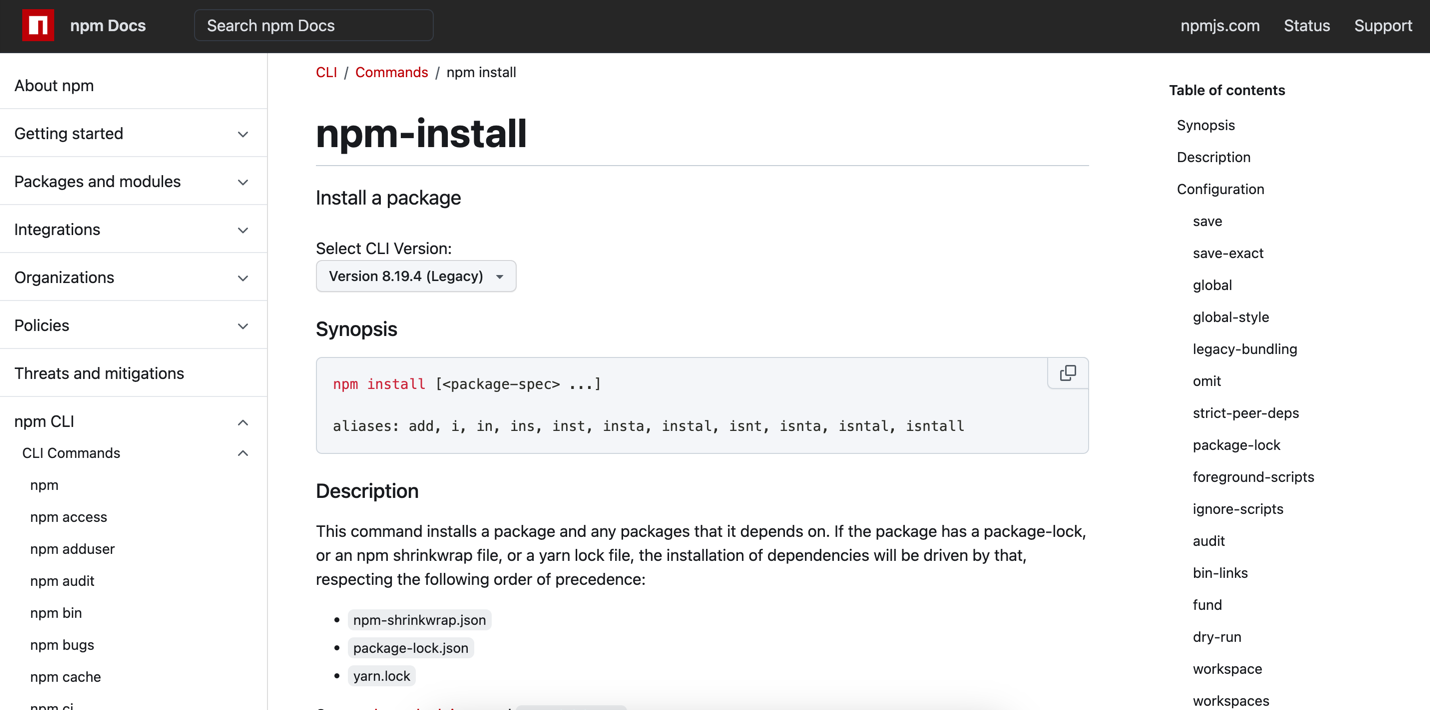 npm Docs
Search npm Docs
npmjs.com
Status
Support
About npm
Getting started
Packages and modules
Integrations
Organizations
Policies
Threats and mitigations
npm CLI
CLI Commands
npm
npm access
npm adduser
npm audit
npm bin
npm bugs
npm cache
npm ci
CLI / Commands / npm install
npm-install
Install a package
Select CLI Version:
Version 8.19.4 (Legacy)
Synopsis
npm install [<package-spec> ...]
aliases: add, i, in, ins, inst, insta, instal, isnt, isnta, isntal, isntall
Description
This command installs a package and any packages that it depends on. If the package has a package-lock,
or an npm shrinkwrap file, or a yarn lock file, the installation of dependencies will be driven by that,
respecting the following order of precedence:
npm-shrinkwrap.json
package-lock.json
yarn.lock
Table of contents
Synopsis
Description
Configuration
save
save-exact
global
global-style
legacy-bundling
omit
strict-peer-deps
package-lock
foreground-scripts
ignore-scripts
audit
bin-links
fund
dry-run
workspace
workspaces